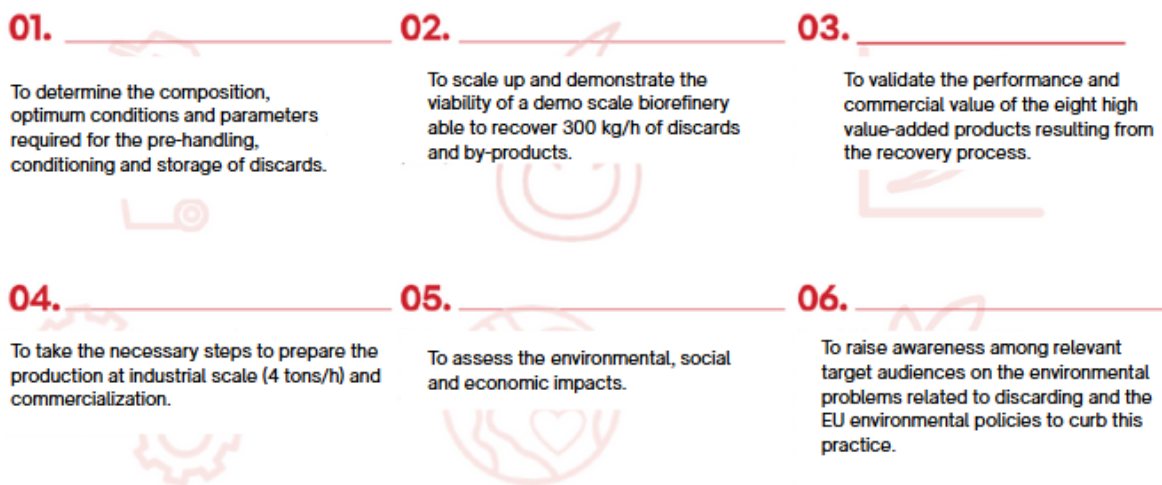 01.
To determine the composition,
optimum conditions and parameters
required for the pre-handling,
conditioning and storage of discards.
02.
To scale up and demonstrate the
viability of a demo scale biorefinery
able to recover 300 kg/h of discards
and by-products.
03.
To validate the performance and
commercial value of the eight high
value-added products resulting from
the recovery process.
04.
To take the necessary steps to prepare the
production at industrial scale (4 tons/h) and
commercialization.
05.
To assess the environmental, social
and economic impacts.
06.
To raise awareness among relevant
target audiences on the environmental
problems related to discarding and the
EU environmental policies to curb this
practice.